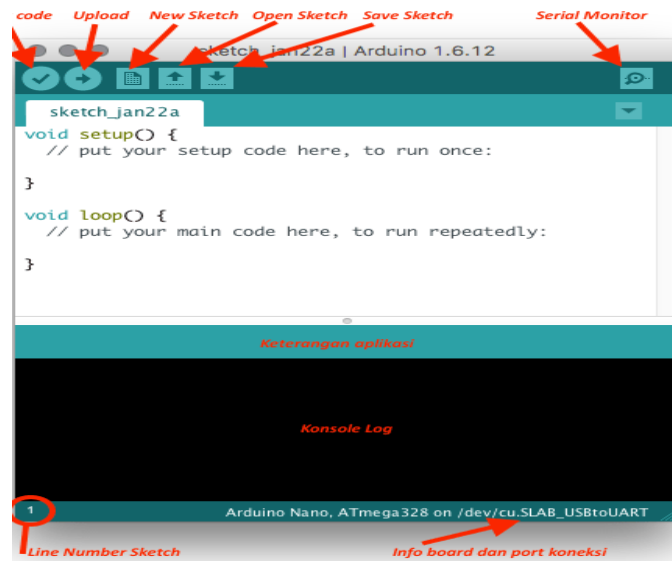 code Upload New Sketch Open Sketch Save Sketch Serial Monitor
sketch_jan22a | Arduino 1.6.12
sketch_jan22a
void setup() {
// put your setup code here, to run once:
}
void loop() {
// put your main code here, to run repeatedly:
}
Keterangan aplikasi
Konsole Log
1
Arduino Nano, ATmega328 on /dev/cu.SLAB_USBtoUART
Line Number Sketch
Info board dan port koneksi